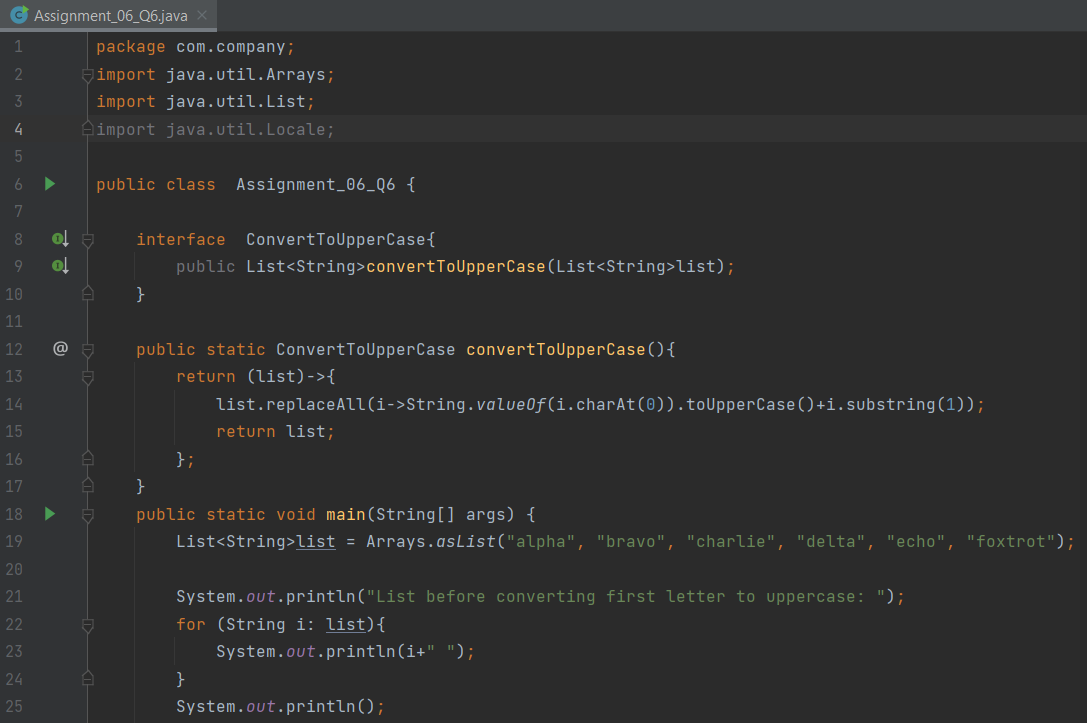 Assignment_06_Q6.java
1 package com.company;
2 import java.util.Arrays;
3 import java.util.List;
4 import java.util.Locale;
5
6 public class  Assignment_06_Q6 {
7
8     interface  ConvertToUpperCase{
9         public List<String>convertToUpperCase(List<String>list);
10     }
11
12 @     public static ConvertToUpperCase convertToUpperCase(){
13         return (list)->{
14             list.replaceAll(i->String.valueOf(i.charAt(0)).toUpperCase()+i.substring(1));
15             return list;
16         };
17     }
18     public static void main(String[] args) {
19         List<String>list = Arrays.asList("alpha", "bravo", "charlie", "delta", "echo", "foxtrot");
20
21         System.out.println("List before converting first letter to uppercase: ");
22         for (String i: list){
23             System.out.println(i+" ");
24         }
25         System.out.println();